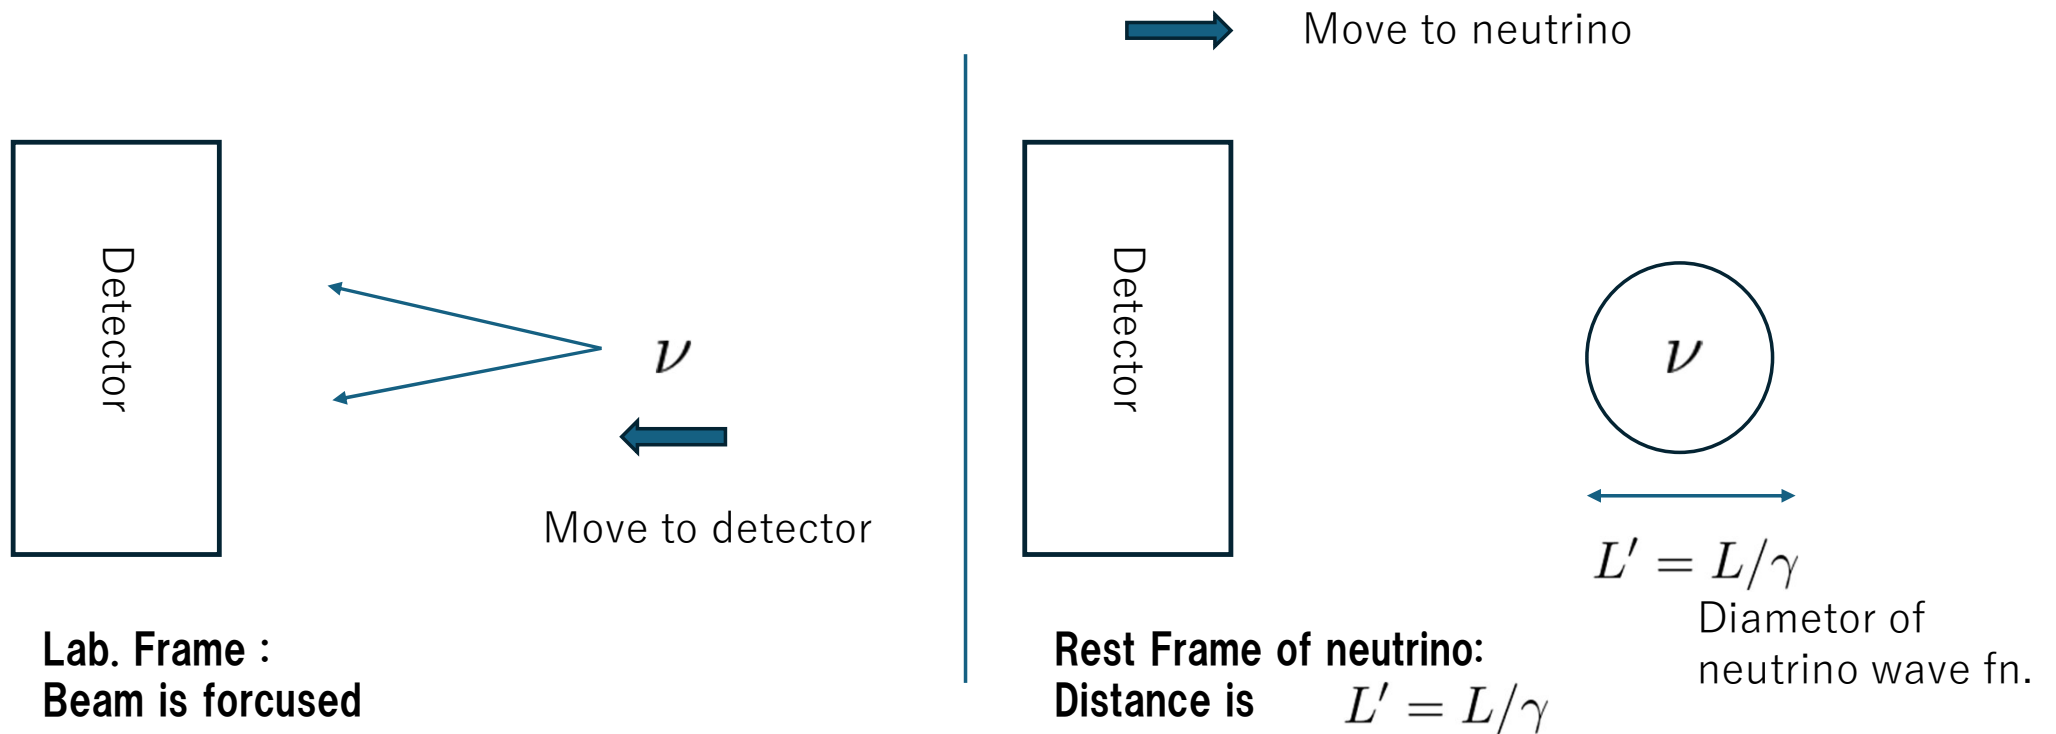 Move to neutrino
Detector
ν
Move to detector
Lab. Frame :
Beam is forcused
Detector
ν
L′ = L/γ
Diametor of
neutrino wave fn.
Rest Frame of neutrino:
Distance is L′ = L/γ